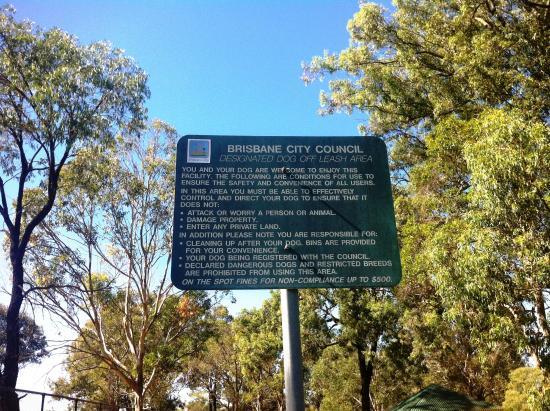 BRISBANE CITY COUNCIL
DESIGNATED DOG OFF LEASH AREA
YOU AND YOUR DOG ARE WELCOME TO ENJOY THIS
FACILITY. THE FOLLOWING ARE CONDITIONS FOR USE TO
ENSURE THE SAFETY AND CONVENIENCE OF ALL USERS.
IN THIS AREA YOU MUST BE ABLE TO EFFECTIVELY
CONTROL AND DIRECT YOUR DOG TO ENSURE THAT IT
DOES NOT:
• ATTACK OR WORRY A PERSON OR ANIMAL.
• DAMAGE PROPERTY.
• ENTER ANY PRIVATE LAND.
IN ADDITION PLEASE NOTE YOU ARE RESPONSIBLE FOR:
• CLEANING UP AFTER YOUR DOG. BINS ARE PROVIDED
FOR YOUR CONVENIENCE.
• YOUR DOG BEING REGISTERED WITH THE COUNCIL.
• DECLARED DANGEROUS DOGS AND RESTRICTED BREEDS
ARE PROHIBITED FROM USING THIS AREA.
ON THE SPOT FINES FOR NON-COMPLIANCE UP TO $500.